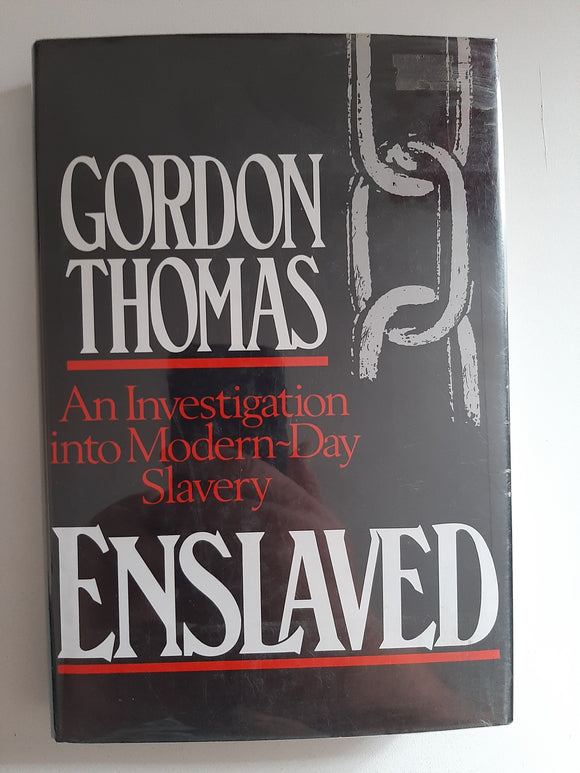 GORDON
THOMAS
An Investigation
into Modern~Day
Slavery
ENSLAVED